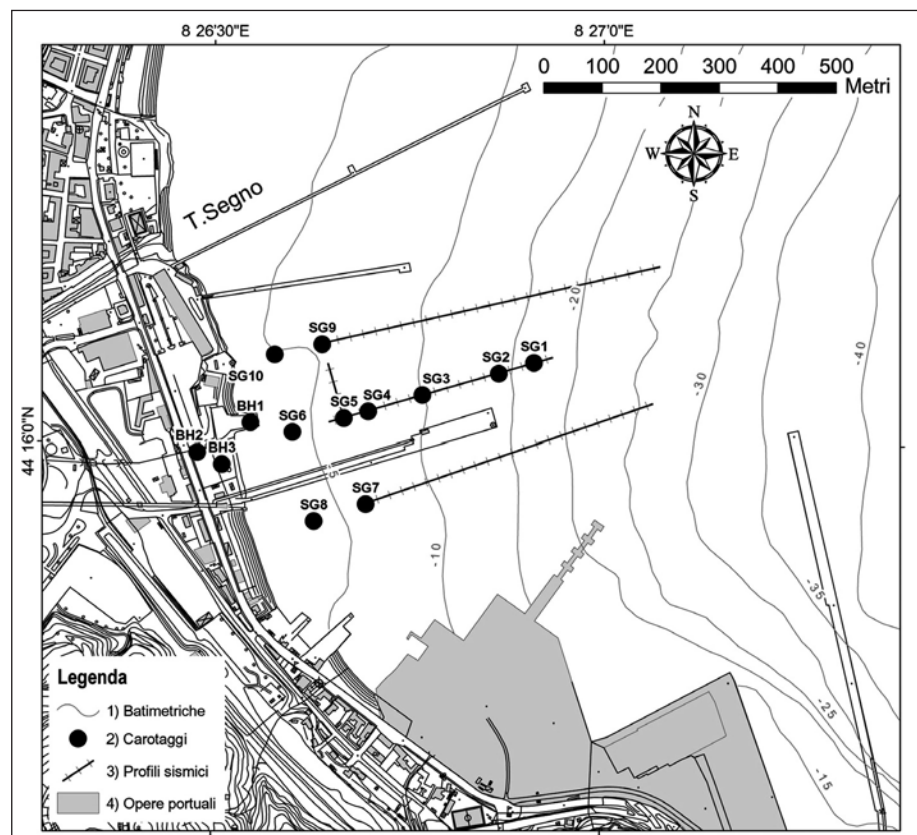 8 26'30"E
8 27'0"E
0 100 200 300 400 500
Metri
N
W E
S
T.Segno
-20
-40
SG9
SG10
SG1
SG2
SG3
SG4
SG5
-30
BH1
SG6
44 16'0"N
BH2
BH3
-5
SG7
SG8
-10
-35
-25
-15
Legenda
1) Batimetriche
2) Carotaggi
3) Profili sismici
4) Opere portuali